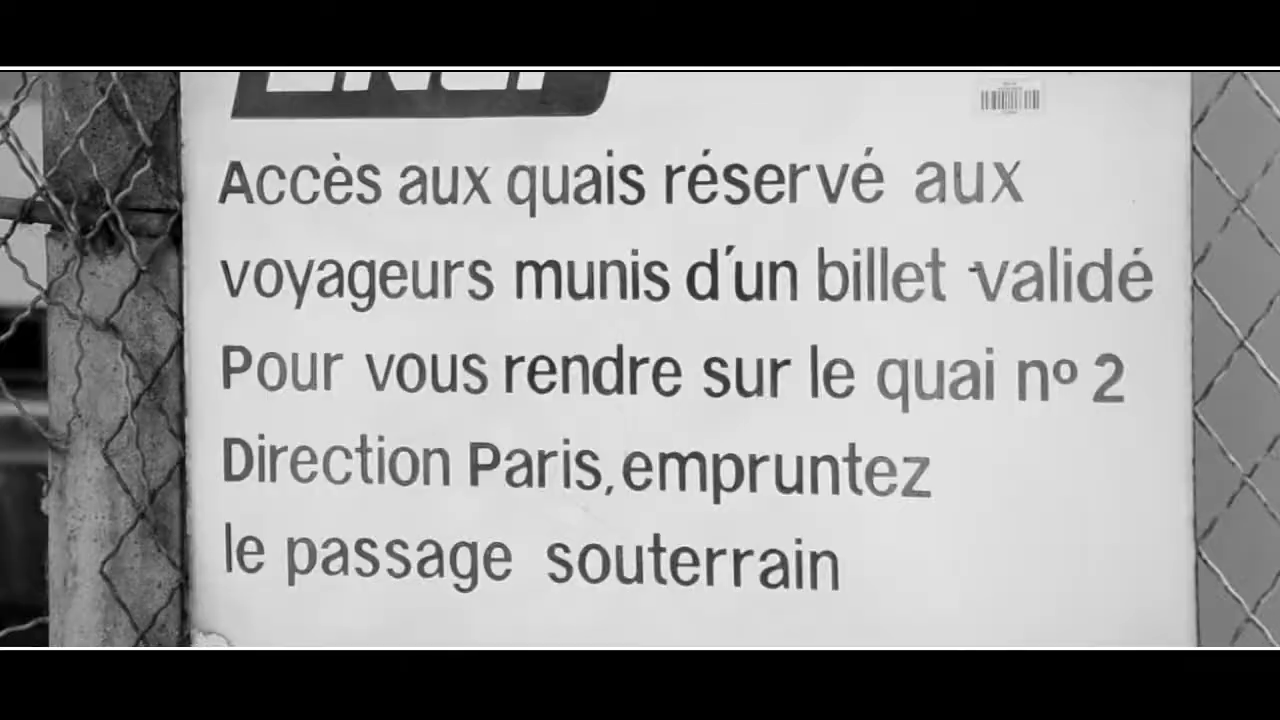 Accès aux quais réservé aux
voyageurs munis d'un billet validé
Pour vous rendre sur le quai nº 2
Direction Paris, empruntez
le passage souterrain